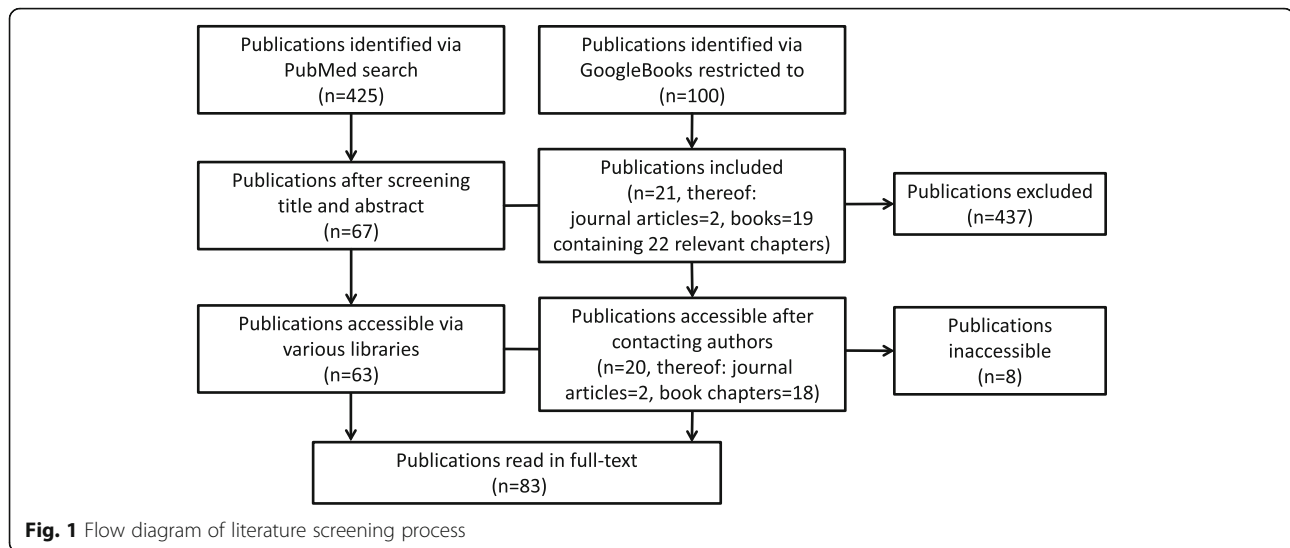 Publications identified via
PubMed search
(n=425)
Publications identified via
GoogleBooks restricted to
(n=100)
Publications after screening
title and abstract
(n=67)
Publications included
(n=21, thereof:
journal articles=2, books=19
containing 22 relevant chapters)
Publications excluded
(n=437)
Publications accessible via
various libraries
(n=63)
Publications accessible after
contacting authors
(n=20, thereof: journal
articles=2, book chapters=18)
Publications
inaccessible
(n=8)
Publications read in full-text
(n=83)
Fig. 1 Flow diagram of literature screening process